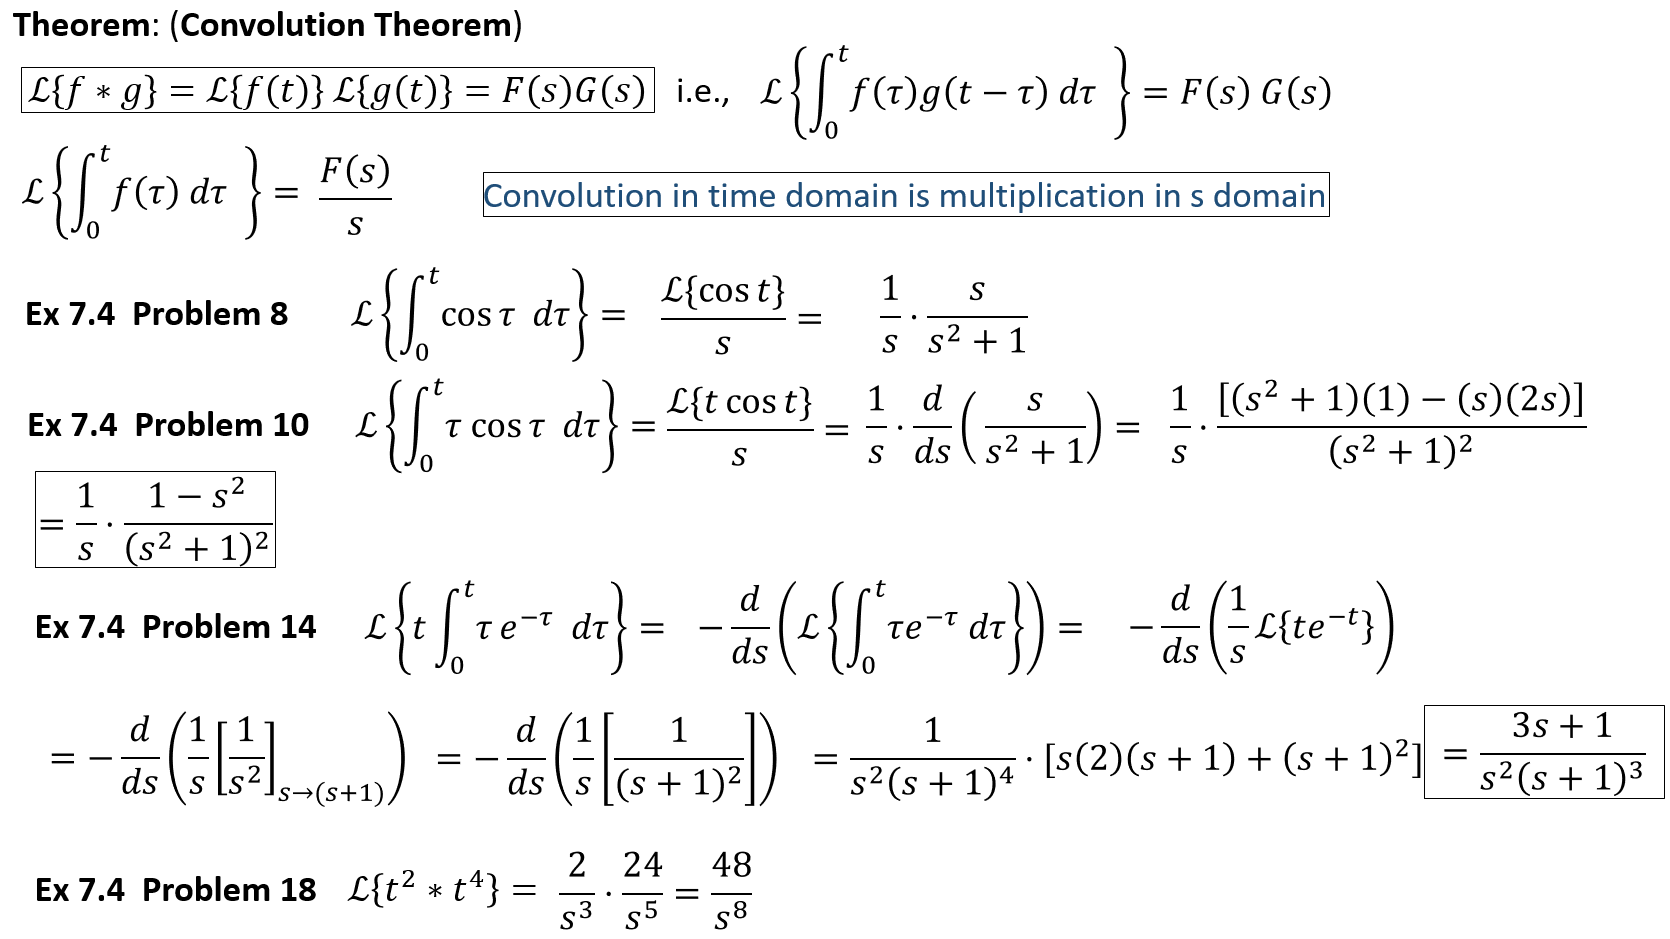 Theorem: (Convolution Theorem)
ℒ{f ∗ g} = ℒ{f(t)} ℒ{g(t)} = F(s)G(s) i.e., ℒ{∫₀ᵗ f(τ)g(t − τ) dτ } = F(s) G(s)
ℒ{∫₀ᵗ f(τ) dτ } = F(s)/s Convolution in time domain is multiplication in s domain
Ex 7.4 Problem 8 ℒ{∫₀ᵗ cos τ dτ} = ℒ{cos t}/s = 1/s · s/(s² + 1)
Ex 7.4 Problem 10 ℒ{∫₀ᵗ τ cos τ dτ} = ℒ{t cos t}/s = 1/s · d/ds (s/(s² + 1)) = 1/s · [(s² + 1)(1) − (s)(2s)]/(s² + 1)²
= 1/s · (1 − s²)/(s² + 1)²
Ex 7.4 Problem 14 ℒ{t ∫₀ᵗ τ e^(−τ) dτ} = − d/ds (ℒ{∫₀ᵗ τe^(−τ) dτ}) = − d/ds (1/s ℒ{te^(−t)})
= − d/ds (1/s [1/s²]_(s→(s+1))) = − d/ds (1/s [1/(s + 1)²]) = 1/(s²(s + 1)⁴) · [s(2)(s + 1) + (s + 1)²] = (3s + 1)/(s²(s + 1)³)
Ex 7.4 Problem 18 ℒ{t² ∗ t⁴} = 2/s³ · 24/s⁵ = 48/s⁸